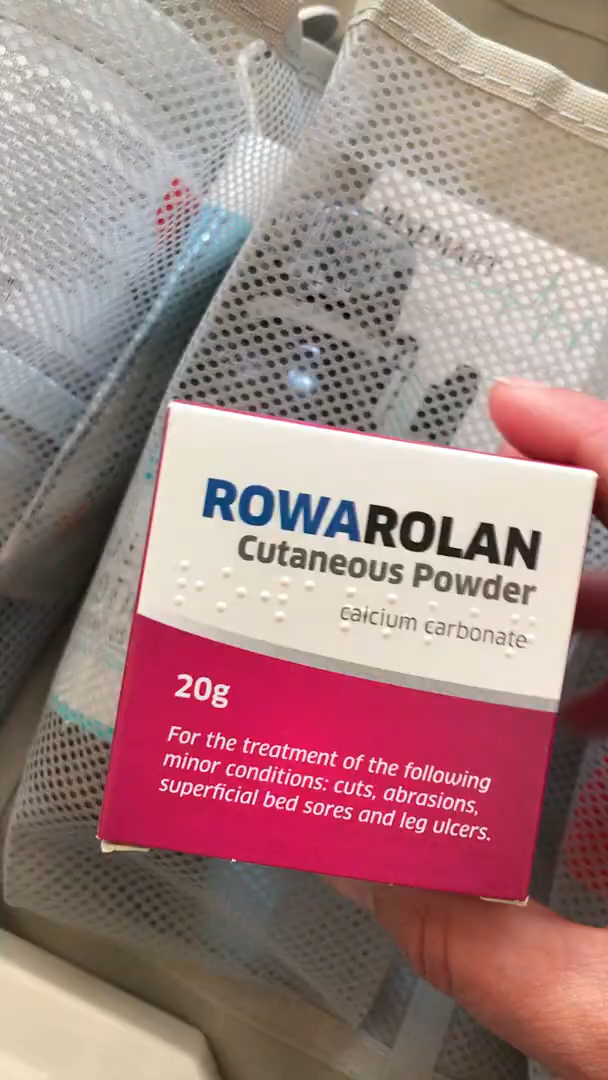 ROWAROLAN
Cutaneous Powder
calcium carbonate
20g
For the treatment of the following
minor conditions: cuts, abrasions,
superficial bed sores and leg ulcers.